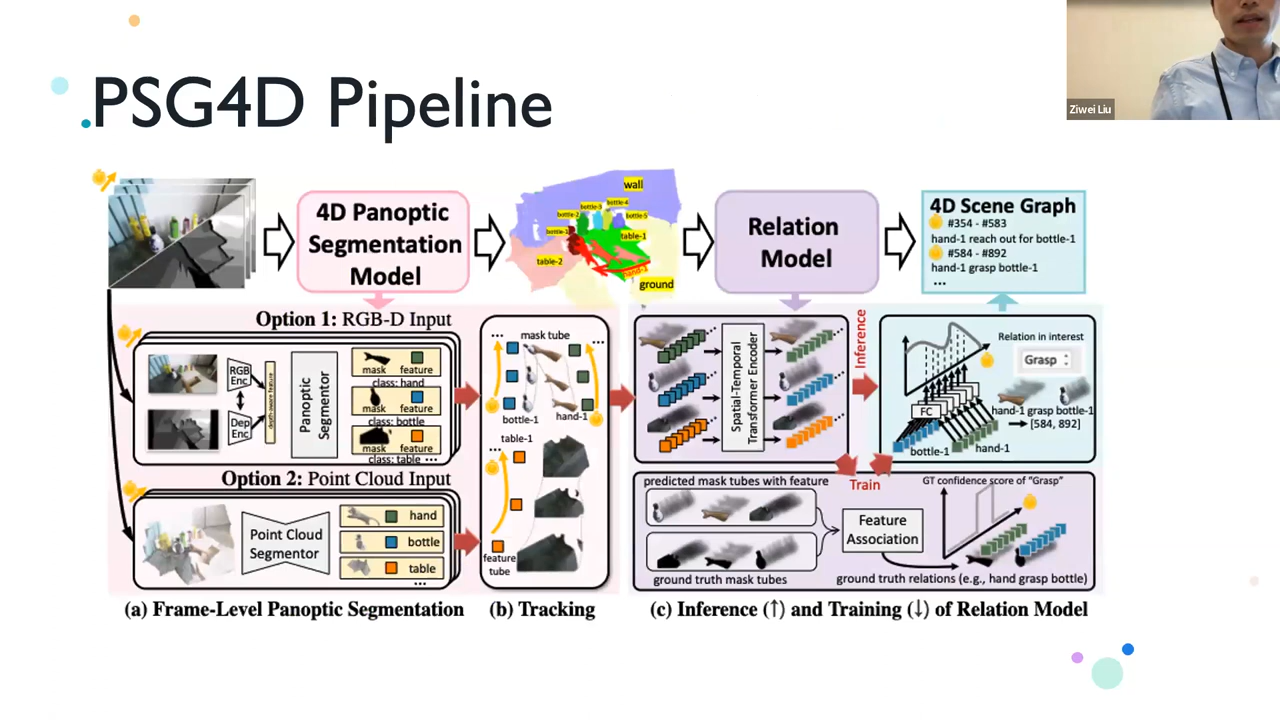 PSG4D Pipeline
Ziwei Liu
4D Panoptic
Segmentation
Model
wall
bottle-2
bottle-3
bottle-4
bottle-5
bottle-1
table-1
table-2
hand-1
ground
Relation
Model
4D Scene Graph
#354 - #583
hand-1 reach out for bottle-1
#584 - #892
hand-1 grasp bottle-1
...
Option 1: RGB-D Input
RGB
Enc
Dep
Enc
depth-aware feature
Panoptic
Segmentor
mask feature
class: hand
mask feature
class: bottle
mask feature
class: table ...
Option 2: Point Cloud Input
Point Cloud
Segmentor
hand
bottle
table
...
... mask tube ...
bottle-1
hand-1
table-1
...
feature
tube
Spatial-Temporal
Transformer Encoder
Inference
Relation in interest
Grasp
FC
hand-1 grasp bottle-1
[584, 892]
bottle-1
hand-1
Train
predicted mask tubes with feature
ground truth mask tubes
Feature
Association
GT confidence score of "Grasp"
ground truth relations (e.g., hand grasp bottle)
(a) Frame-Level Panoptic Segmentation
(b) Tracking
(c) Inference (↑) and Training (↓) of Relation Model